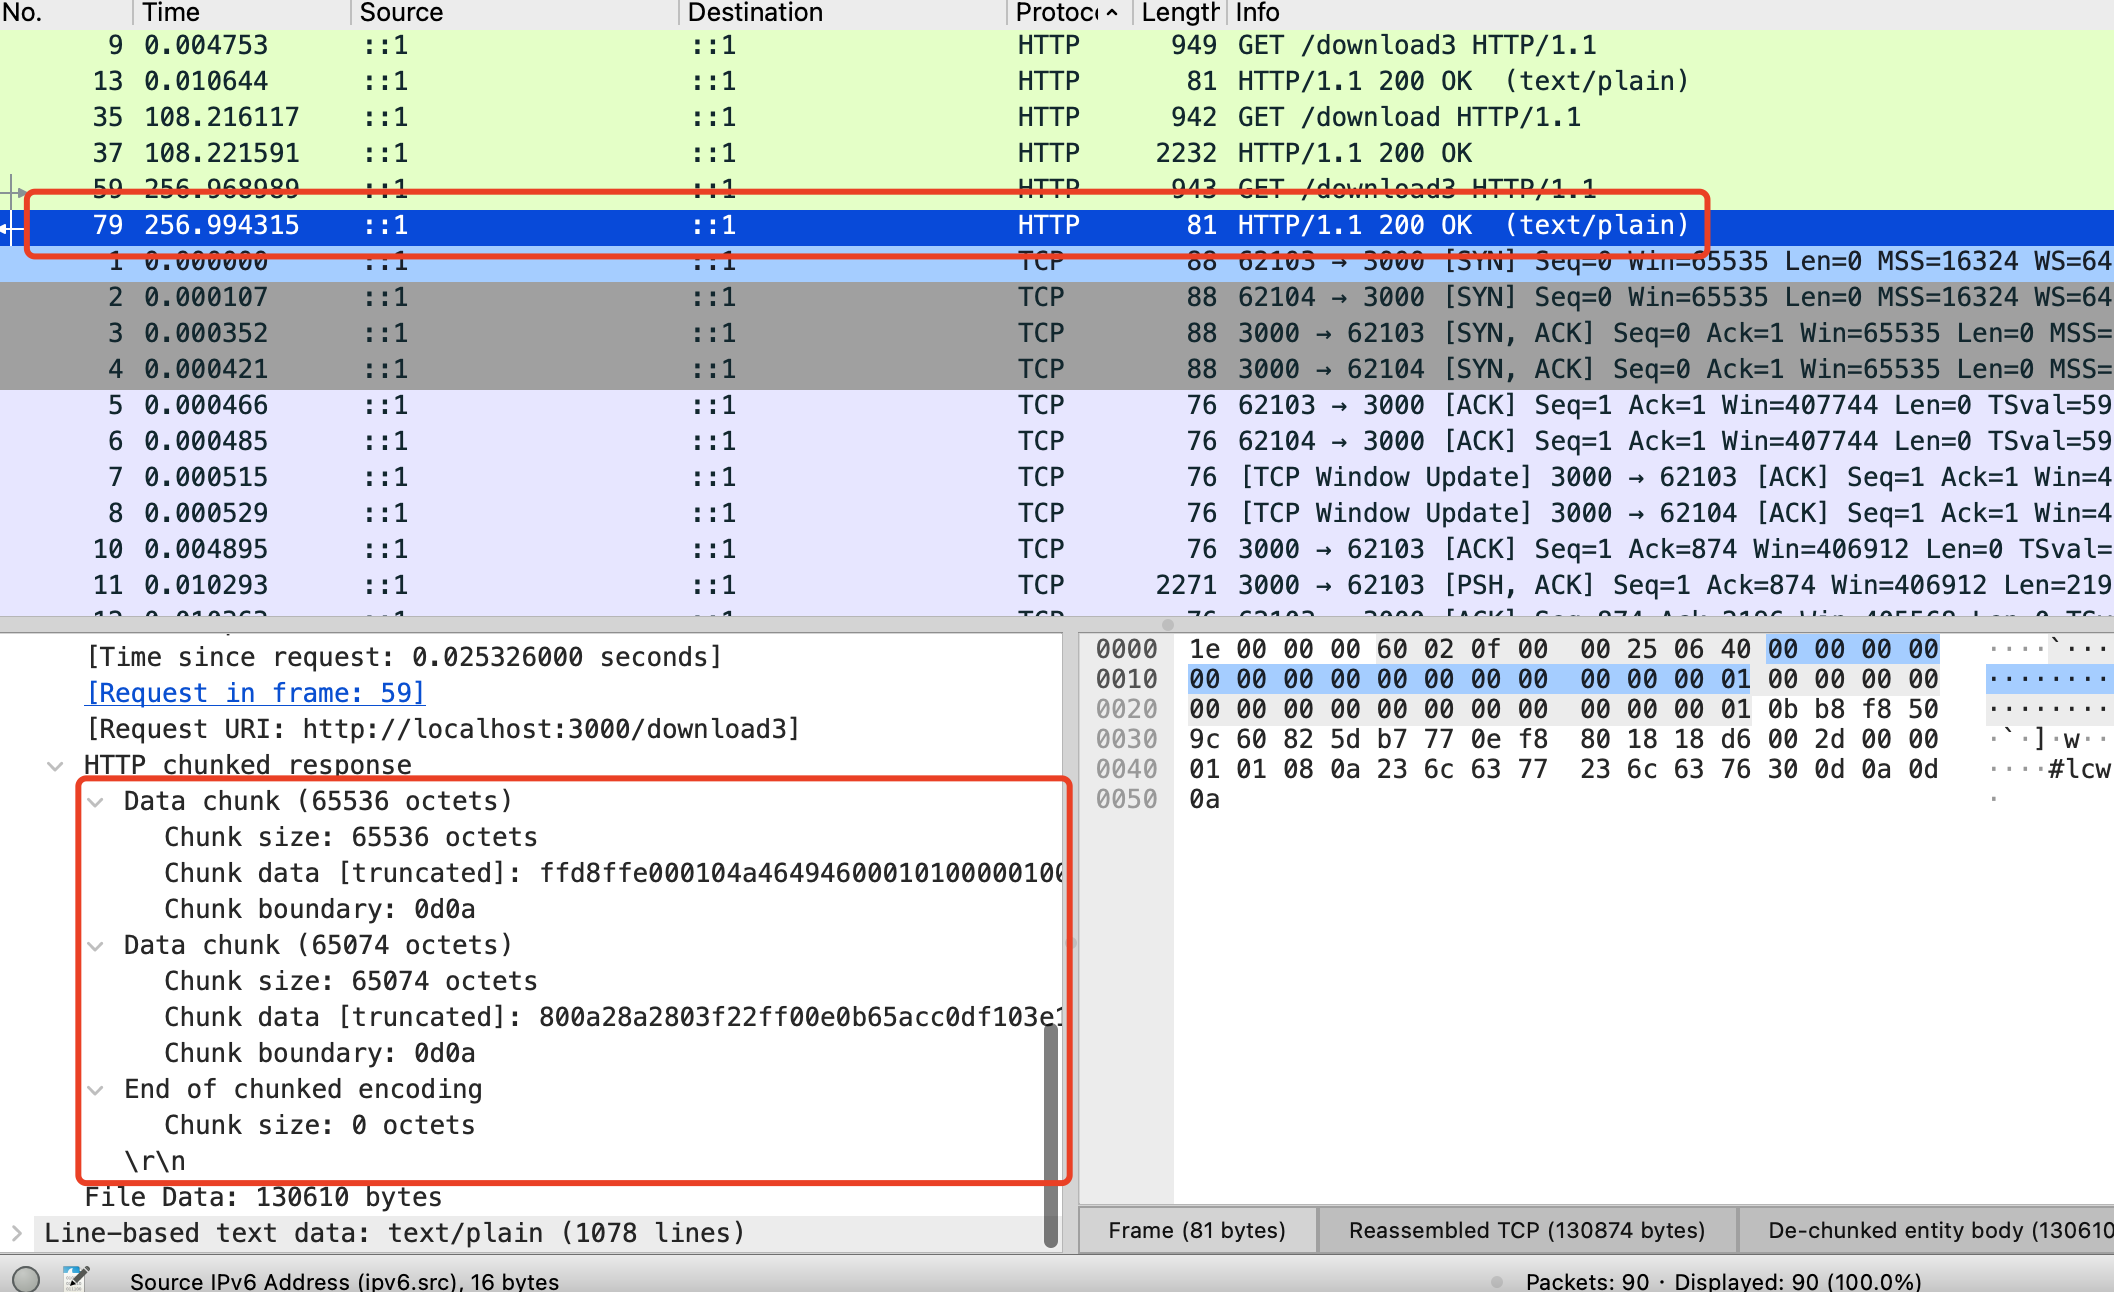 No. Time Source Destination Protoc Length Info
9 0.004753 ::1 ::1 HTTP 949 GET /download3 HTTP/1.1
13 0.010644 ::1 ::1 HTTP 81 HTTP/1.1 200 OK (text/plain)
35 108.216117 ::1 ::1 HTTP 942 GET /download HTTP/1.1
37 108.221591 ::1 ::1 HTTP 2232 HTTP/1.1 200 OK
59 256.968989 ::1 ::1 HTTP 943 GET /download3 HTTP/1.1
79 256.994315 ::1 ::1 HTTP 81 HTTP/1.1 200 OK (text/plain)
1 0.000000 ::1 ::1 TCP 88 62103 → 3000 [SYN] Seq=0 Win=65535 Len=0 MSS=16324 WS=64
2 0.000107 ::1 ::1 TCP 88 62104 → 3000 [SYN] Seq=0 Win=65535 Len=0 MSS=16324 WS=64
3 0.000352 ::1 ::1 TCP 88 3000 → 62103 [SYN, ACK] Seq=0 Ack=1 Win=65535 Len=0 MSS=
4 0.000421 ::1 ::1 TCP 88 3000 → 62104 [SYN, ACK] Seq=0 Ack=1 Win=65535 Len=0 MSS=
5 0.000466 ::1 ::1 TCP 76 62103 → 3000 [ACK] Seq=1 Ack=1 Win=407744 Len=0 TSval=59
6 0.000485 ::1 ::1 TCP 76 62104 → 3000 [ACK] Seq=1 Ack=1 Win=407744 Len=0 TSval=59
7 0.000515 ::1 ::1 TCP 76 [TCP Window Update] 3000 → 62103 [ACK] Seq=1 Ack=1 Win=4
8 0.000529 ::1 ::1 TCP 76 [TCP Window Update] 3000 → 62104 [ACK] Seq=1 Ack=1 Win=4
10 0.004895 ::1 ::1 TCP 76 3000 → 62103 [ACK] Seq=1 Ack=874 Win=406912 Len=0 TSval=
11 0.010293 ::1 ::1 TCP 2271 3000 → 62103 [PSH, ACK] Seq=1 Ack=874 Win=406912 Len=219
[Time since request: 0.025326000 seconds]
[Request in frame: 59]
[Request URI: http://localhost:3000/download3]
HTTP chunked response
Data chunk (65536 octets)
Chunk size: 65536 octets
Chunk data [truncated]: ffd8ffe000104a46494600010100000100
Chunk boundary: 0d0a
Data chunk (65074 octets)
Chunk size: 65074 octets
Chunk data [truncated]: 800a28a2803f22ff00e0b65acc0df103e1
Chunk boundary: 0d0a
End of chunked encoding
Chunk size: 0 octets
\r\n
File Data: 130610 bytes
Line-based text data: text/plain (1078 lines)
0000 1e 00 00 00 60 02 0f 00 00 25 06 40 00 00 00 00 ····`···
0010 00 00 00 00 00 00 00 00 00 00 00 01 00 00 00 00 ········
0020 00 00 00 00 00 00 00 00 00 00 00 01 0b b8 f8 50 ········
0030 9c 60 82 5d b7 77 0e f8 80 18 18 d6 00 2d 00 00 ·`·]·w··
0040 01 01 08 0a 23 6c 63 77 23 6c 63 76 30 0d 0a 0d ····#lcw
0050 0a ·
Frame (81 bytes) Reassembled TCP (130874 bytes) De-chunked entity body (130610
Source IPv6 Address (ipv6.src), 16 bytes Packets: 90 · Displayed: 90 (100.0%)